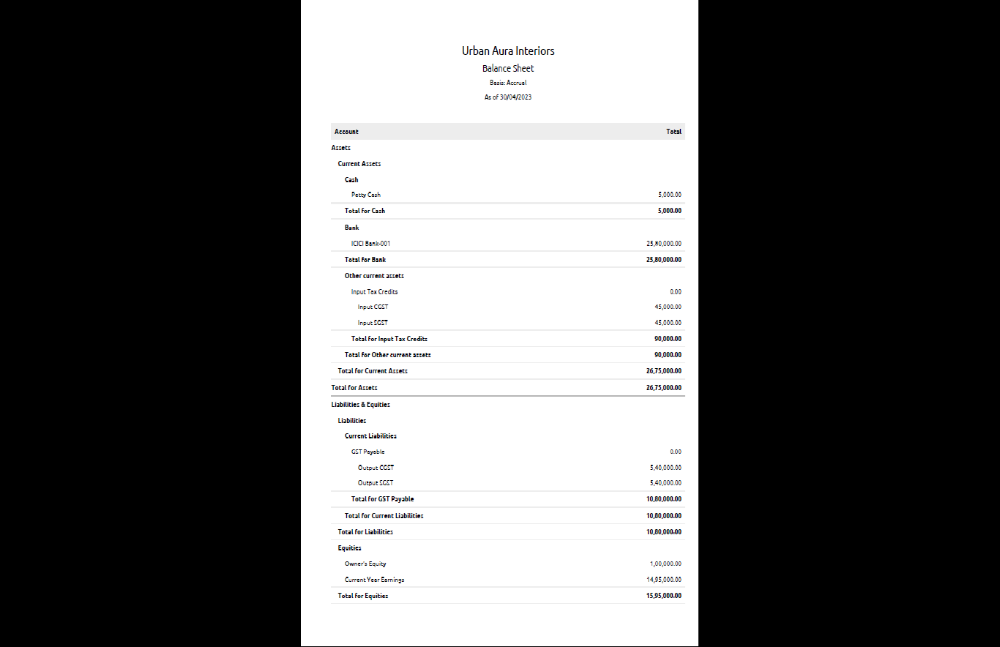 Urban Aura Interiors
Balance Sheet
Basis: Accrual
As of 30/04/2023
Account Total
Assets
Current Assets
Cash
Petty Cash 5,000.00
Total for Cash 5,000.00
Bank
ICICI Bank-001 25,80,000.00
Total for Bank 25,80,000.00
Other current assets
Input Tax Credits 0.00
Input CGST 45,000.00
Input SGST 45,000.00
Total for Input Tax Credits 90,000.00
Total for Other current assets 90,000.00
Total for Current Assets 26,75,000.00
Total for Assets 26,75,000.00
Liabilities & Equities
Liabilities
Current Liabilities
GST Payable 0.00
Output CGST 5,40,000.00
Output SGST 5,40,000.00
Total for GST Payable 10,80,000.00
Total for Current Liabilities 10,80,000.00
Total for Liabilities 10,80,000.00
Equities
Owner's Equity 1,00,000.00
Current Year Earnings 14,95,000.00
Total for Equities 15,95,000.00